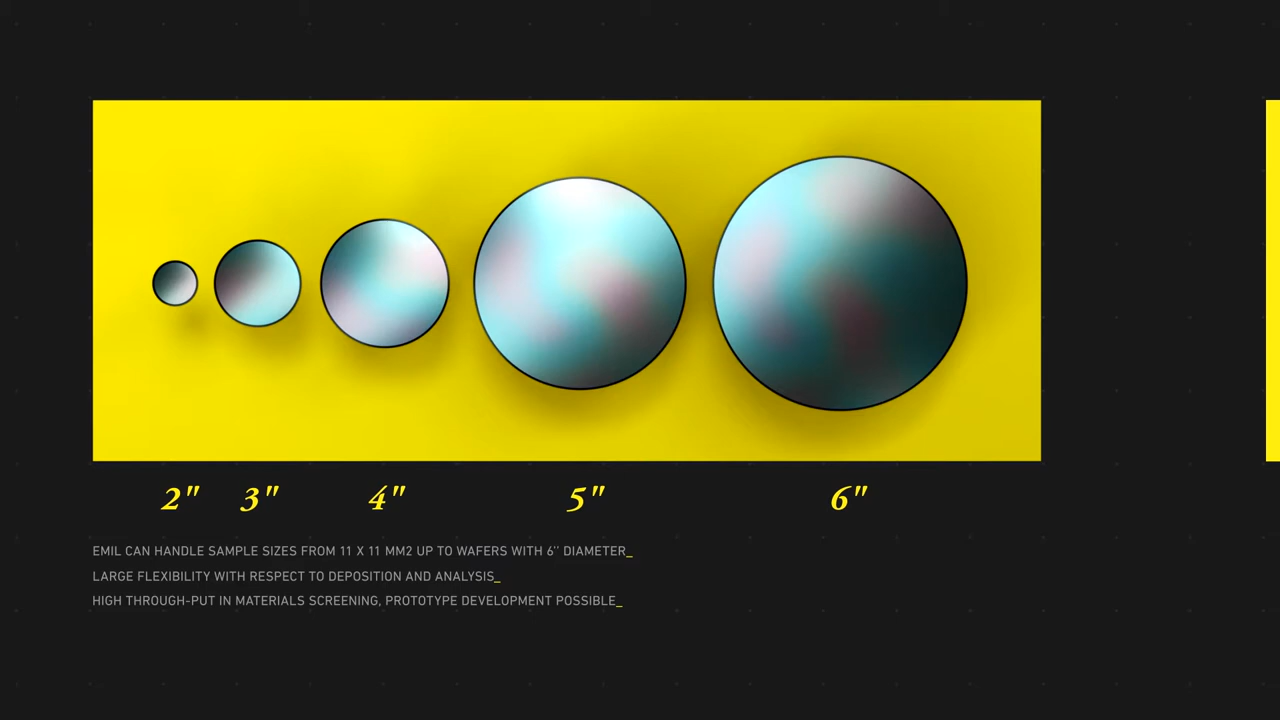 2" 3" 4" 5" 6"
EMIL CAN HANDLE SAMPLE SIZES FROM 11 X 11 MM2 UP TO WAFERS WITH 6'' DIAMETER_
LARGE FLEXIBILITY WITH RESPECT TO DEPOSITION AND ANALYSIS_
HIGH THROUGH-PUT IN MATERIALS SCREENING, PROTOTYPE DEVELOPMENT POSSIBLE_